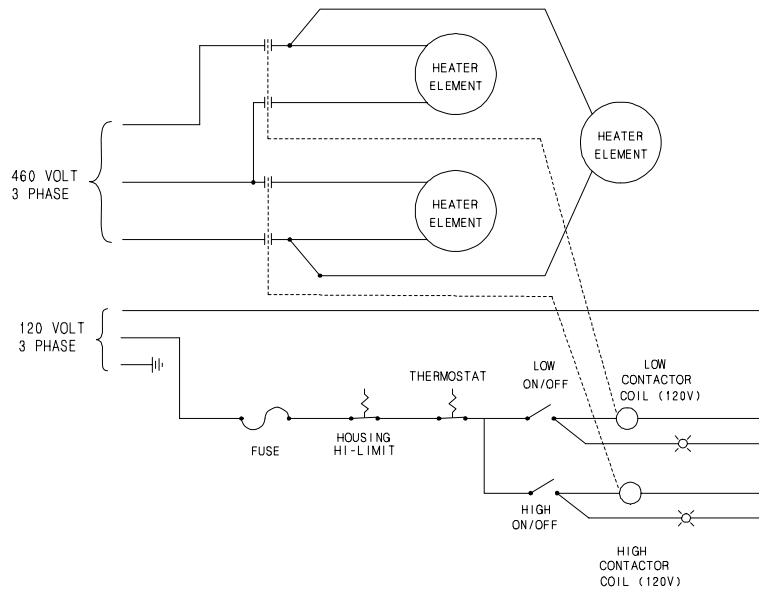 HEATER
ELEMENT
HEATER
ELEMENT
460 VOLT
3 PHASE
HEATER
ELEMENT
120 VOLT
3 PHASE
THERMOSTAT
LOW
ON/OFF
LOW
CONTACTOR
COIL (120V)
FUSE
HOUSING
HI-LIMIT
HIGH
ON/OFF
HIGH
CONTACTOR
COIL (120V)